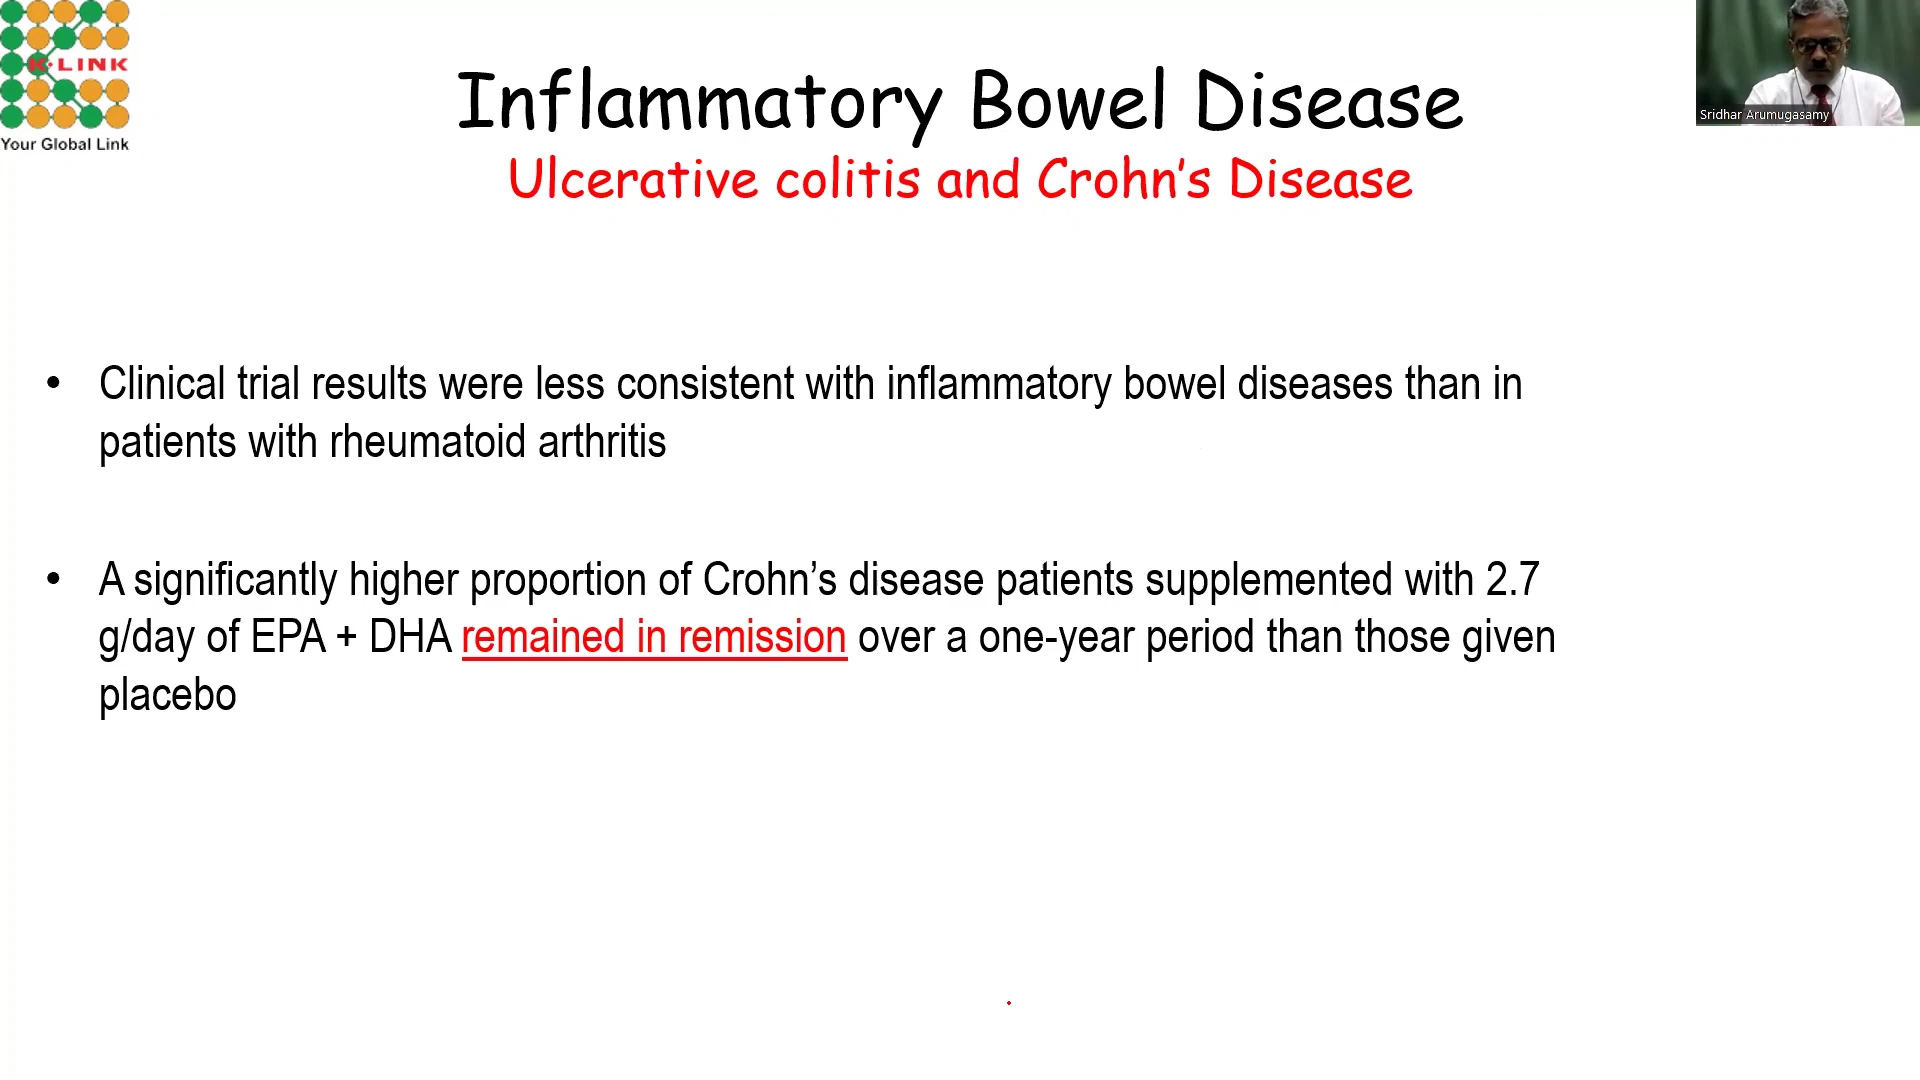 K-LINK
Your Global Link
Inflammatory Bowel Disease
Ulcerative colitis and Crohn’s Disease
Sridhar Arumugasamy
• Clinical trial results were less consistent with inflammatory bowel diseases than in
patients with rheumatoid arthritis
• A significantly higher proportion of Crohn’s disease patients supplemented with 2.7
g/day of EPA + DHA remained in remission over a one-year period than those given
placebo